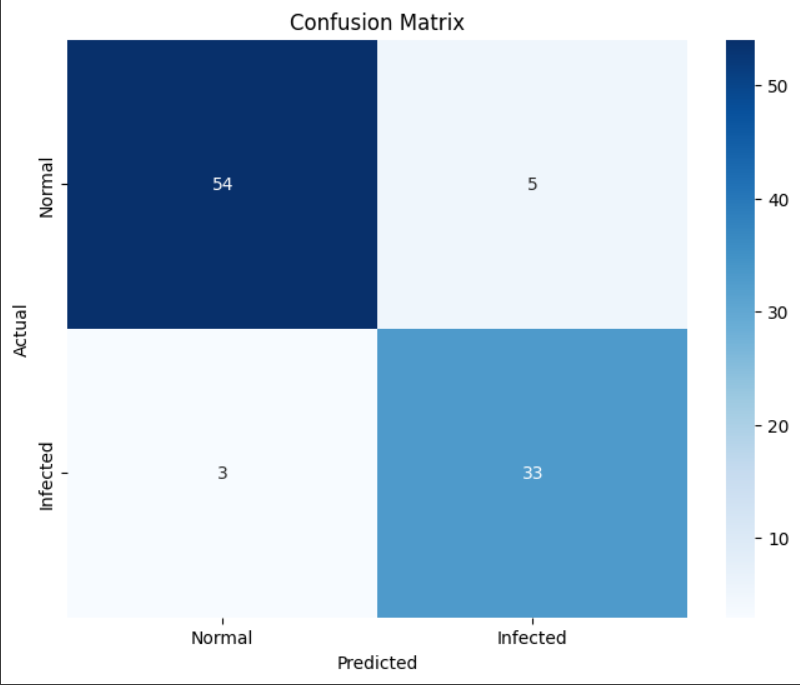 Confusion Matrix
Normal
54
5
Actual
Infected
3
33
Normal
Infected
Predicted
50
40
30
20
10